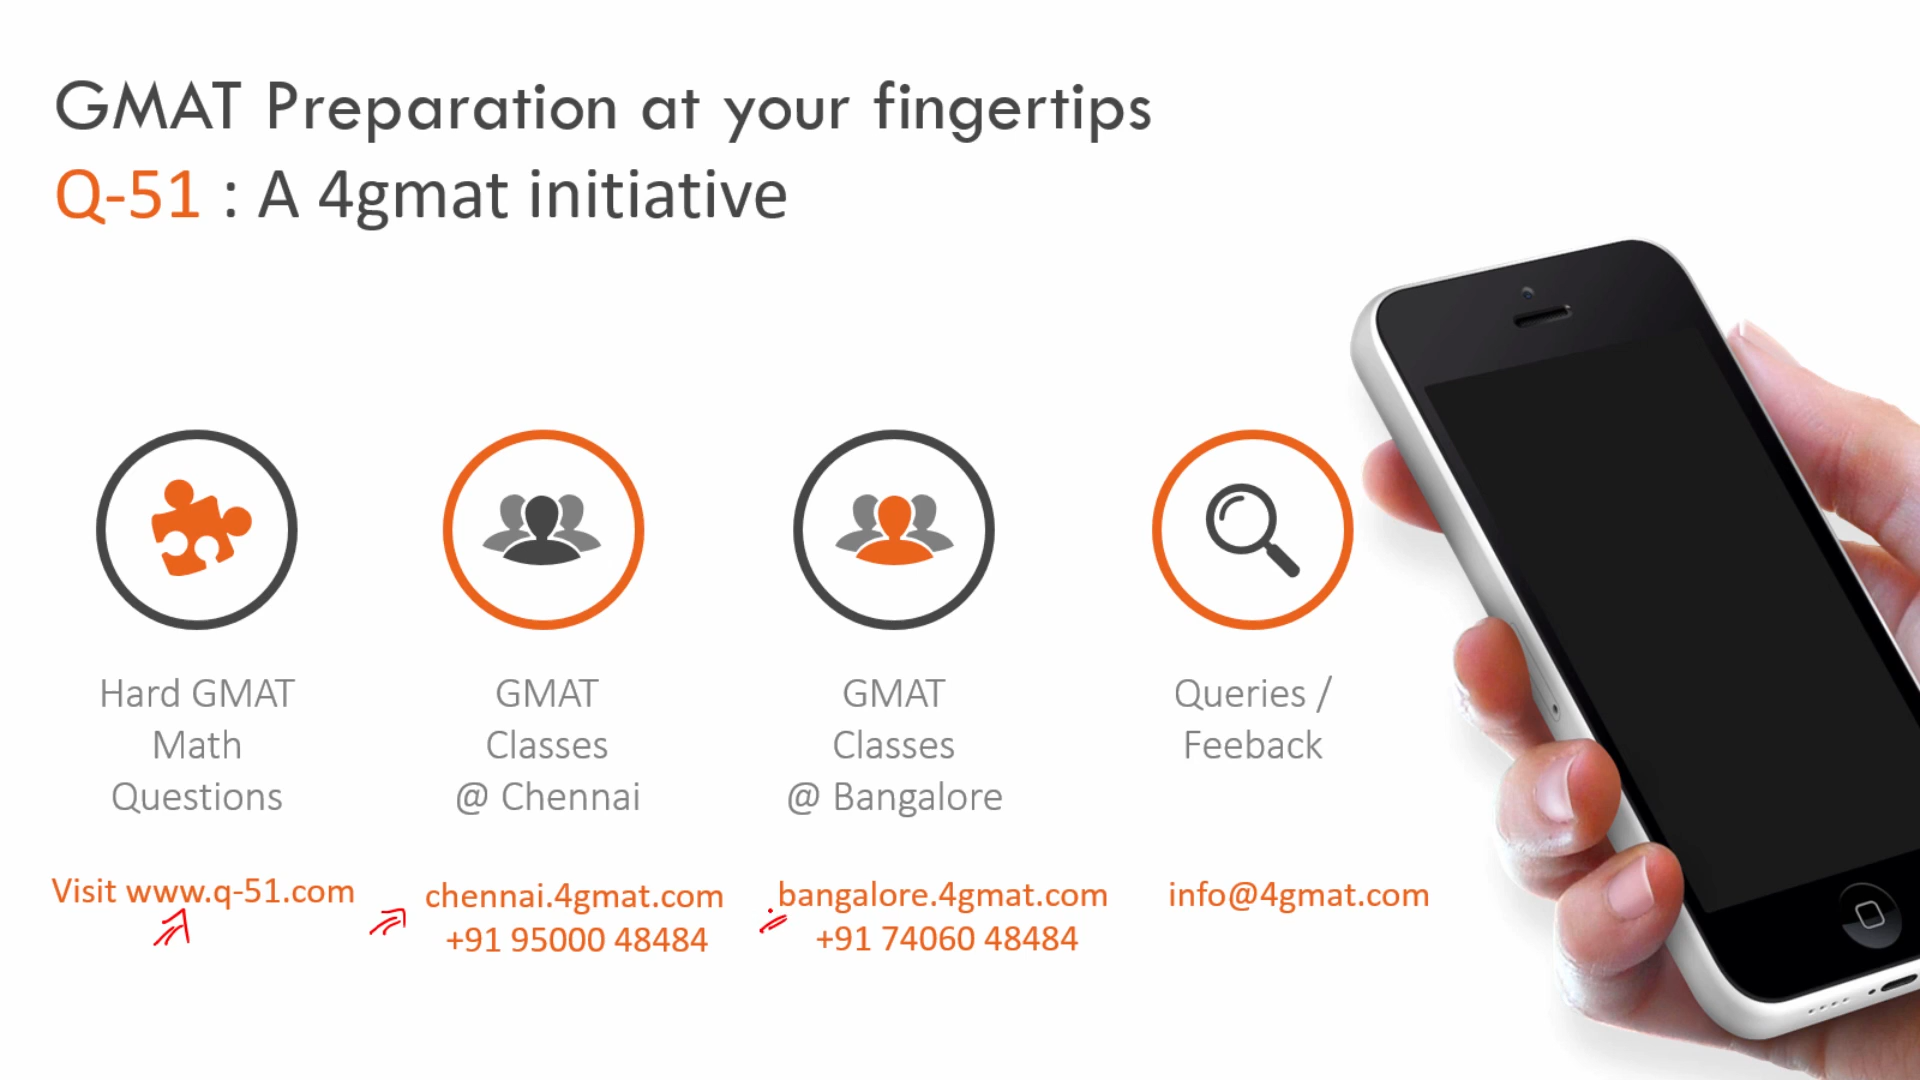 GMAT Preparation at your fingertips
Q-51 : A 4gmat initiative
Hard GMAT
Math
Questions
Visit www.q-51.com
GMAT
Classes
@ Chennai
chennai.4gmat.com
+91 95000 48484
GMAT
Classes
@ Bangalore
bangalore.4gmat.com
+91 74060 48484
Queries /
Feeback
info@4gmat.com